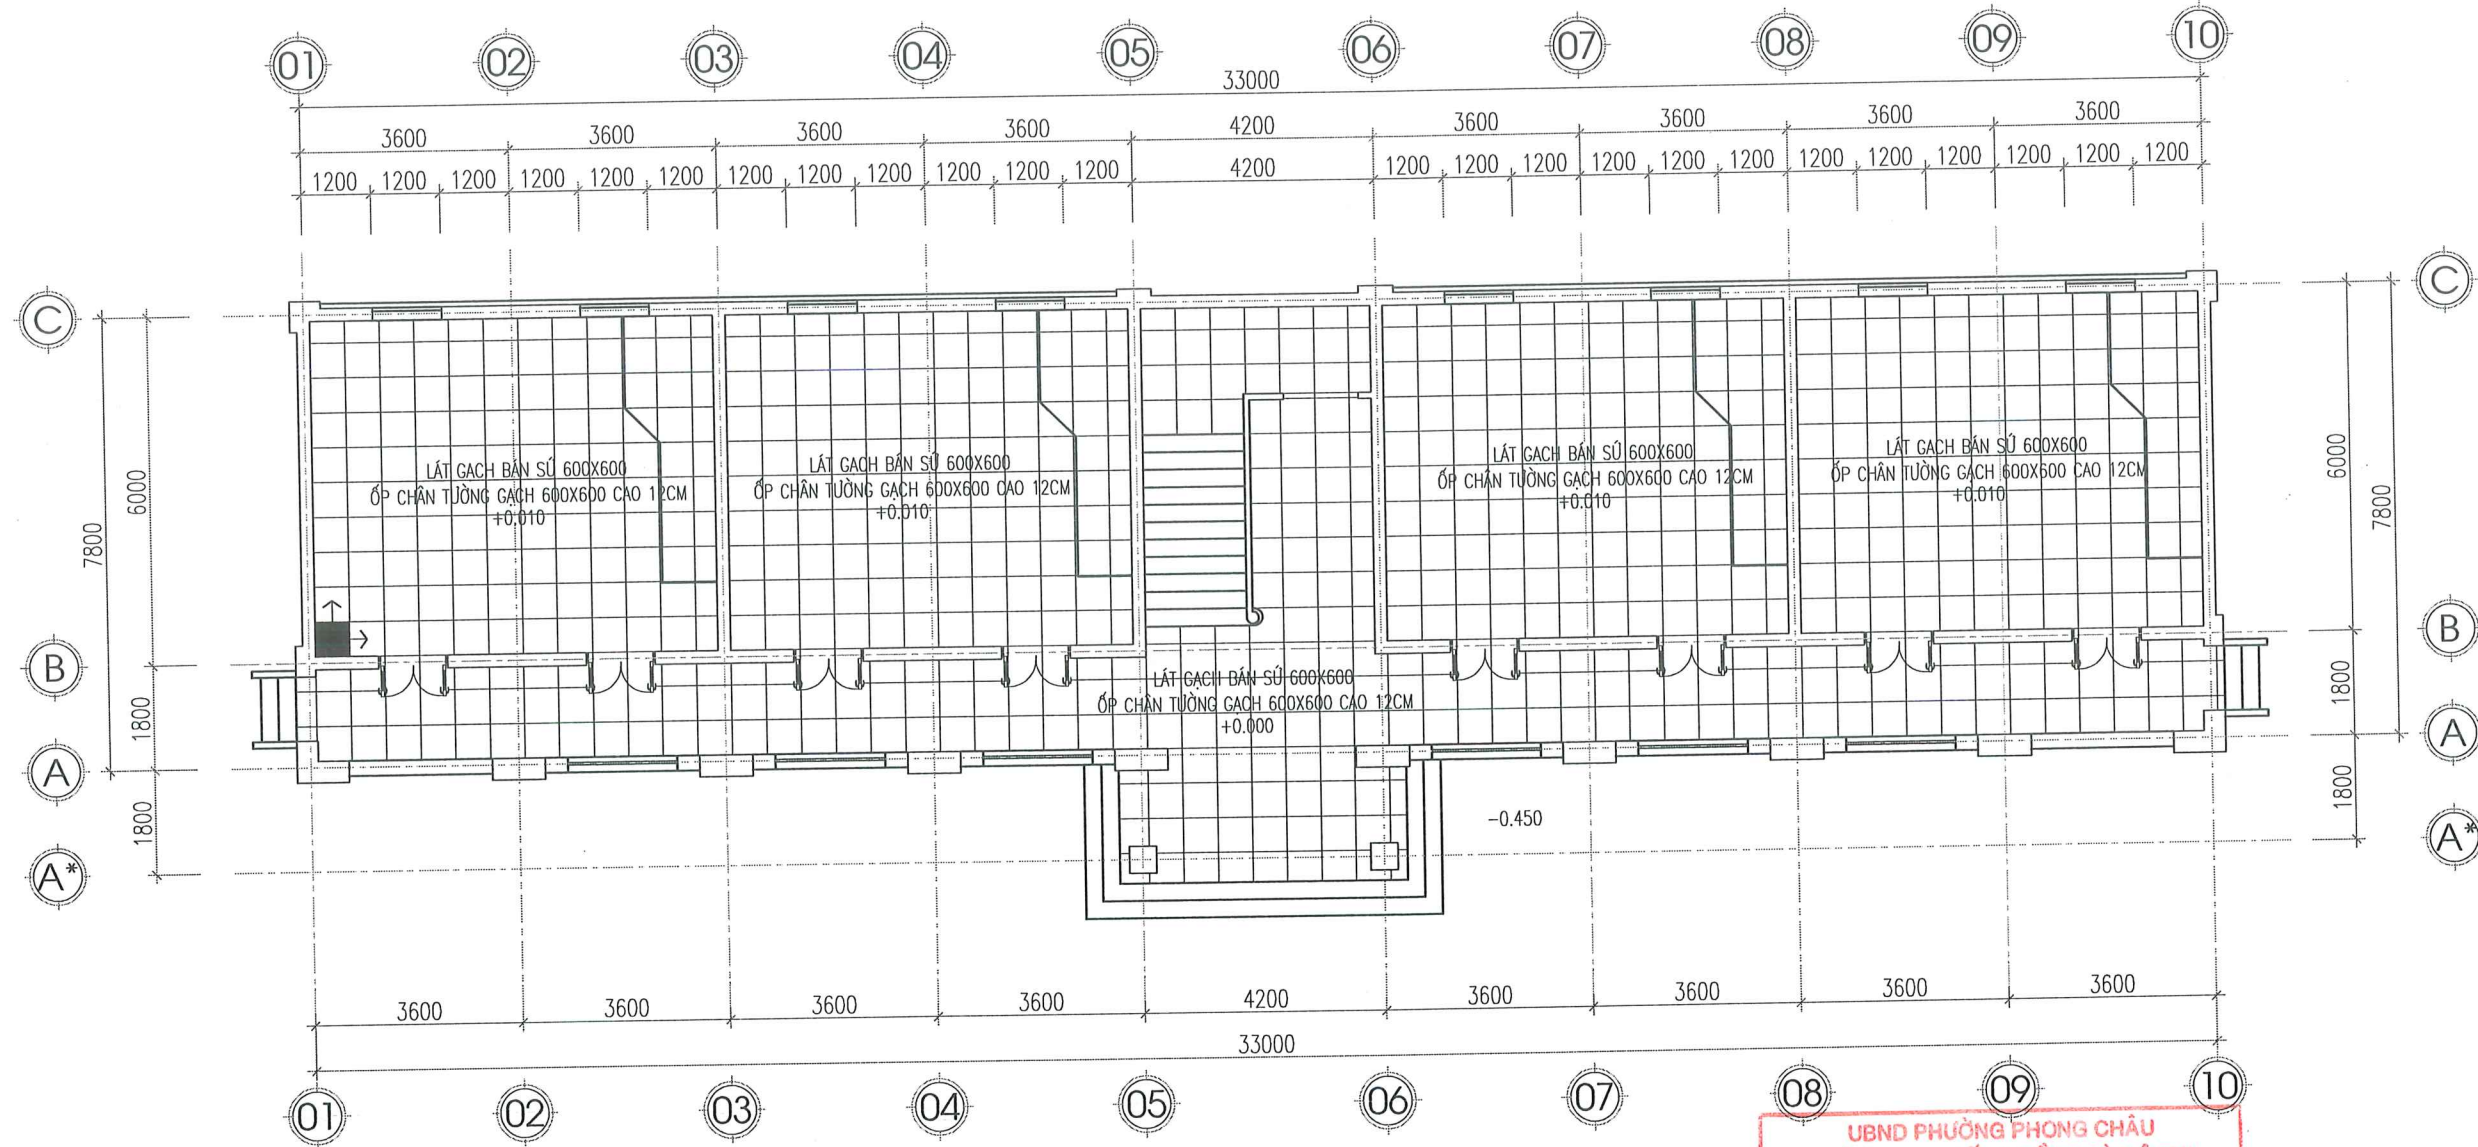 01 02 03 04 05 06 07 08 09 10
33000
3600 3600 3600 3600 4200 3600 3600 3600 3600
1200 1200 1200 1200 1200 1200 1200 1200 1200 1200 1200 1200 4200 1200 1200 1200 1200 1200 1200 1200 1200 1200 1200 1200 1200
C C
LÁT GẠCH BÁN SỨ 600X600
ỐP CHÂN TƯỜNG GẠCH 600X600 CAO 12CM
+0.010
LÁT GẠCH BÁN SỨ 600X600
ỐP CHÂN TƯỜNG GẠCH 600X600 CAO 12CM
+0.010
LÁT GẠCH BÁN SỨ 600X600
ỐP CHÂN TƯỜNG GẠCH 600X600 CAO 12CM
+0.010
LÁT GẠCH BÁN SỨ 600X600
ỐP CHÂN TƯỜNG GẠCH 600X600 CAO 12CM
+0.010
7800 6000 6000 7800
B B
LÁT GẠCH BÁN SỨ 600X600
ỐP CHÂN TƯỜNG GẠCH 600X600 CAO 12CM
+0.000
1800 1800
A A
1800 1800
-0.450
A* A*
3600 3600 3600 3600 4200 3600 3600 3600 3600
33000
01 02 03 04 05 06 07 08 09 10
UBND PHƯỜNG PHONG CHÂU